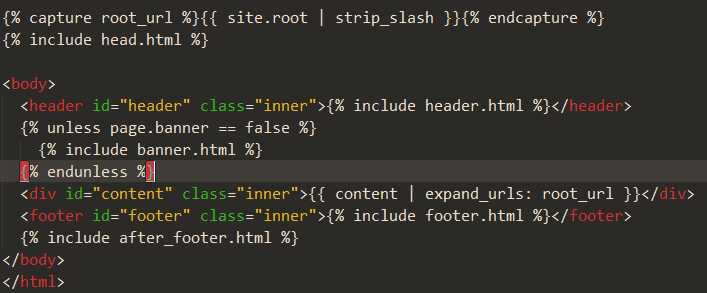 {% capture root_url %}{{ site.root | strip_slash }}{% endcapture %}
{% include head.html %}

<body>
  <header id="header" class="inner">{% include header.html %}</header>
  {% unless page.banner == false %}
    {% include banner.html %}
  {% endunless %}
  <div id="content" class="inner">{{ content | expand_urls: root_url }}</div>
  <footer id="footer" class="inner">{% include footer.html %}</footer>
  {% include after_footer.html %}
</body>
</html>